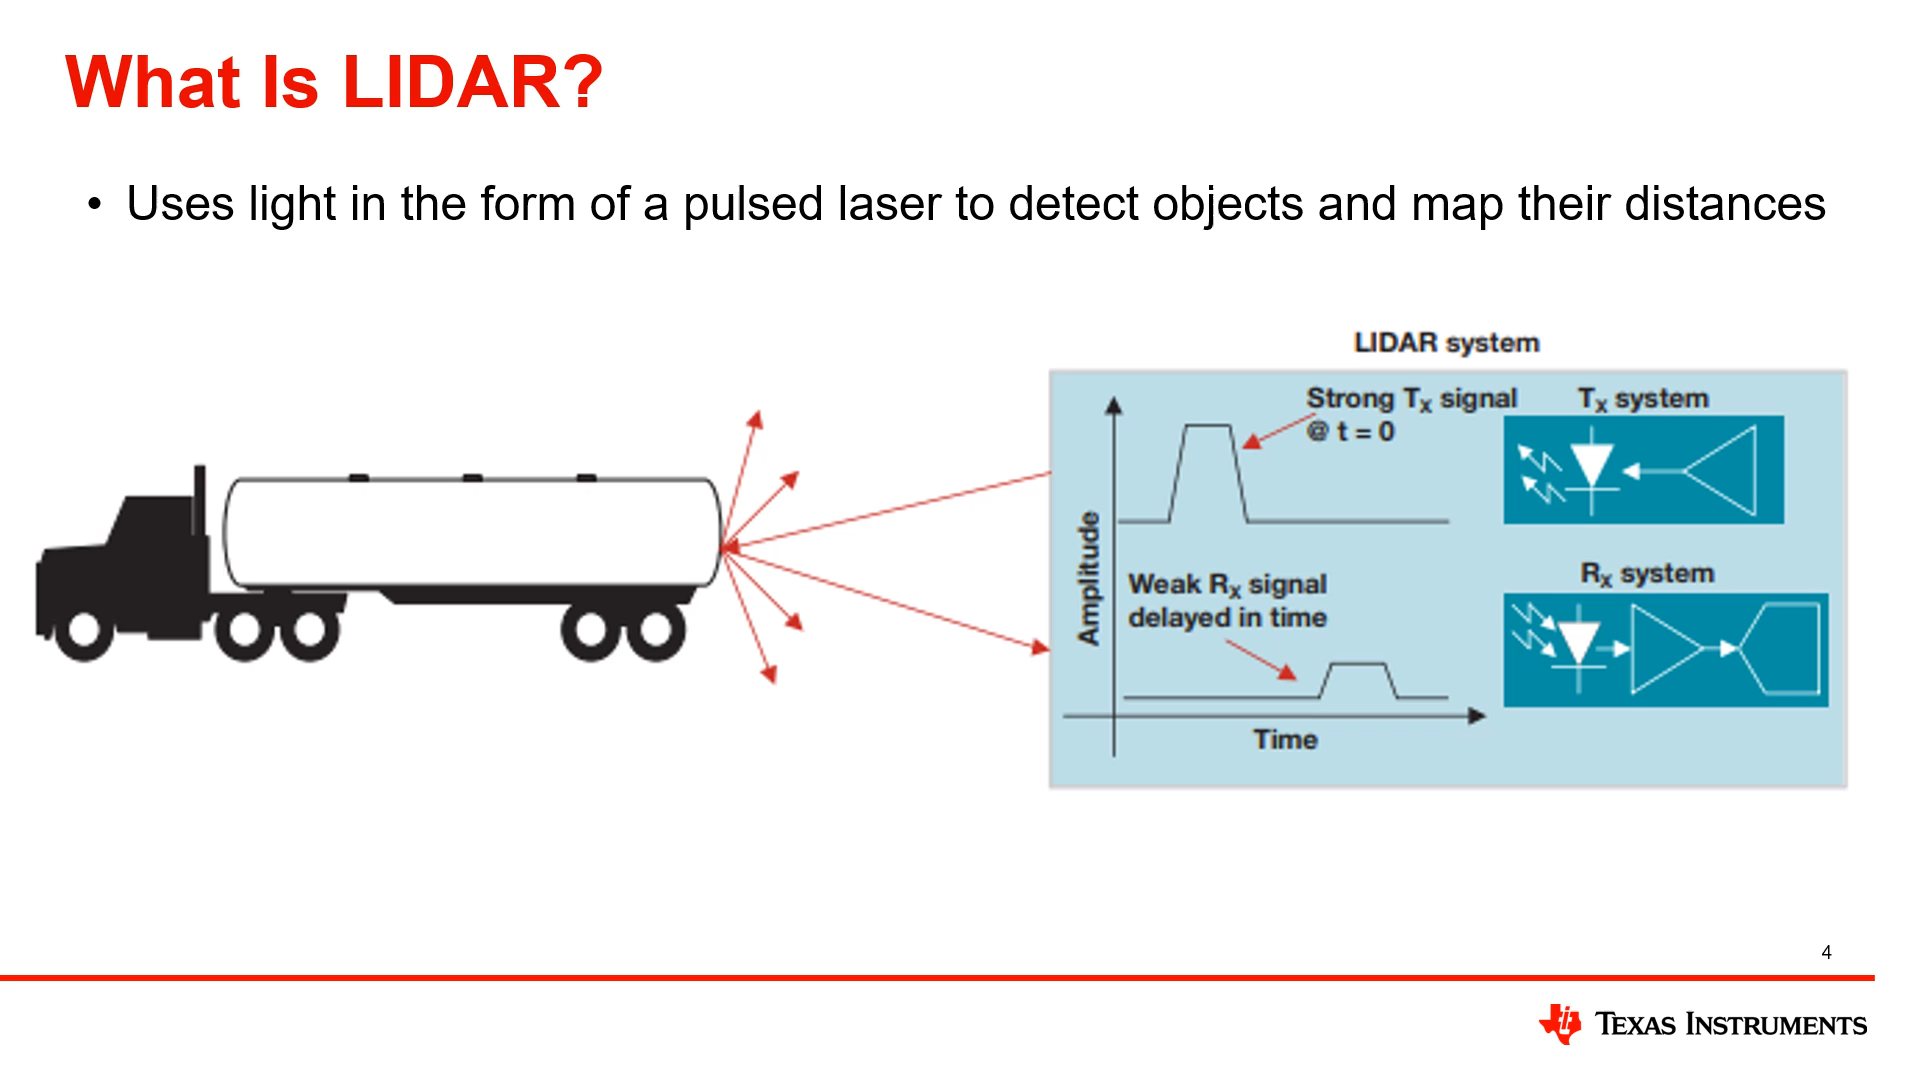 What Is LIDAR?
• Uses light in the form of a pulsed laser to detect objects and map their distances
LIDAR system
Strong Tx signal
@ t = 0
Tx system
Amplitude
Weak Rx signal
delayed in time
Rx system
Time
4
TEXAS INSTRUMENTS